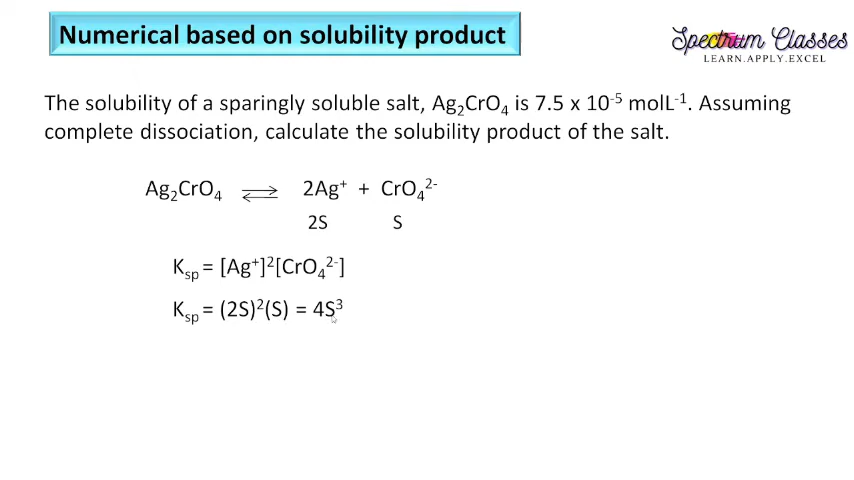 Numerical based on solubility product
Spectrum Classes
LEARN.APPLY.EXCEL
The solubility of a sparingly soluble salt, Ag₂CrO₄ is 7.5 x 10⁻⁵ molL⁻¹. Assuming
complete dissociation, calculate the solubility product of the salt.
Ag₂CrO₄ ⇌ 2Ag⁺ + CrO₄²⁻
2S S
Kₛₚ = [Ag⁺]²[CrO₄²⁻]
Kₛₚ = (2S)²(S) = 4S³